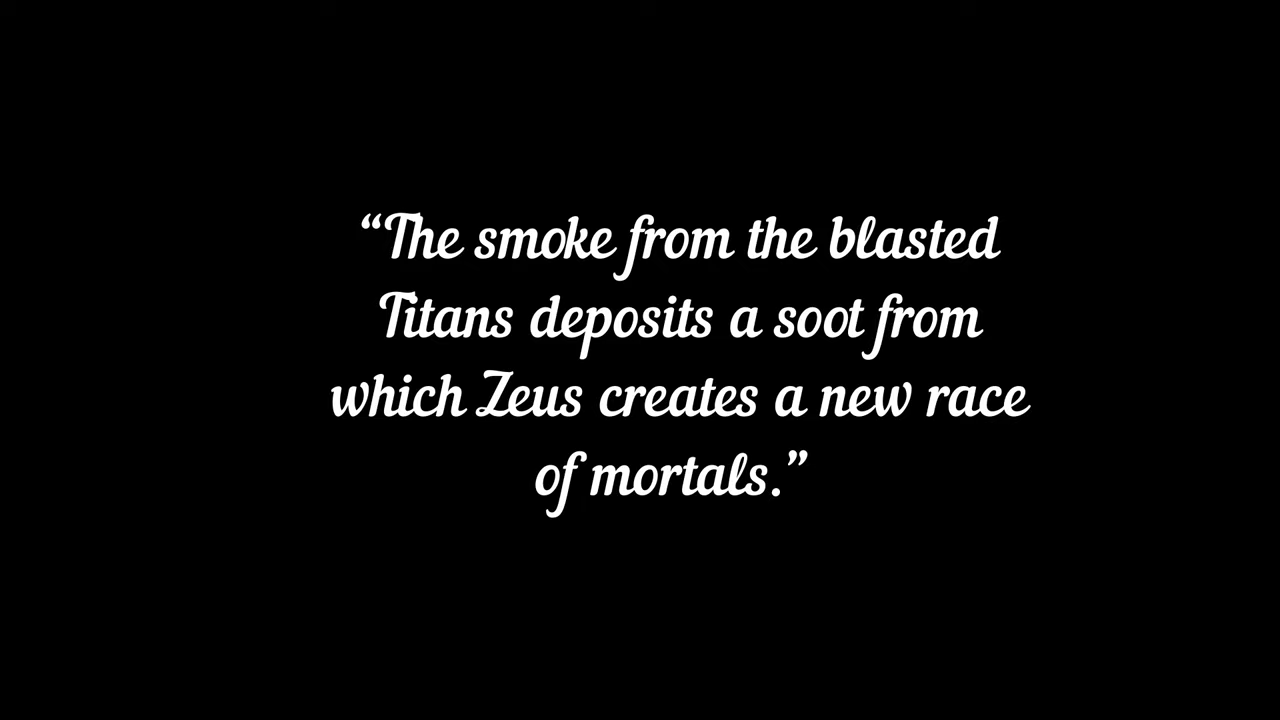 “The smoke from the blasted
Titans deposits a soot from
which Zeus creates a new race
of mortals.”